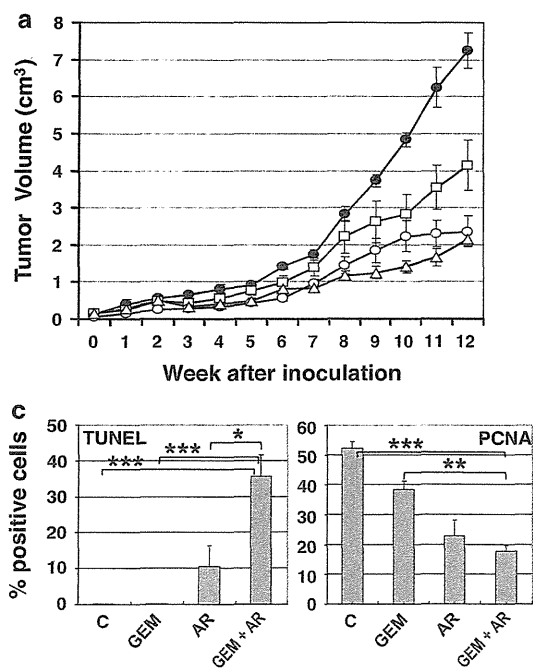 a
Tumor Volume (cm³)
8
7
6
5
4
3
2
1
0
0 1 2 3 4 5 6 7 8 9 10 11 12
Week after inoculation
c
% positive cells
50
40
30
20
10
0
TUNEL
*
***
***
C GEM AR GEM + AR
60
50
40
30
20
10
0
PCNA
***
**
C GEM AR GEM + AR